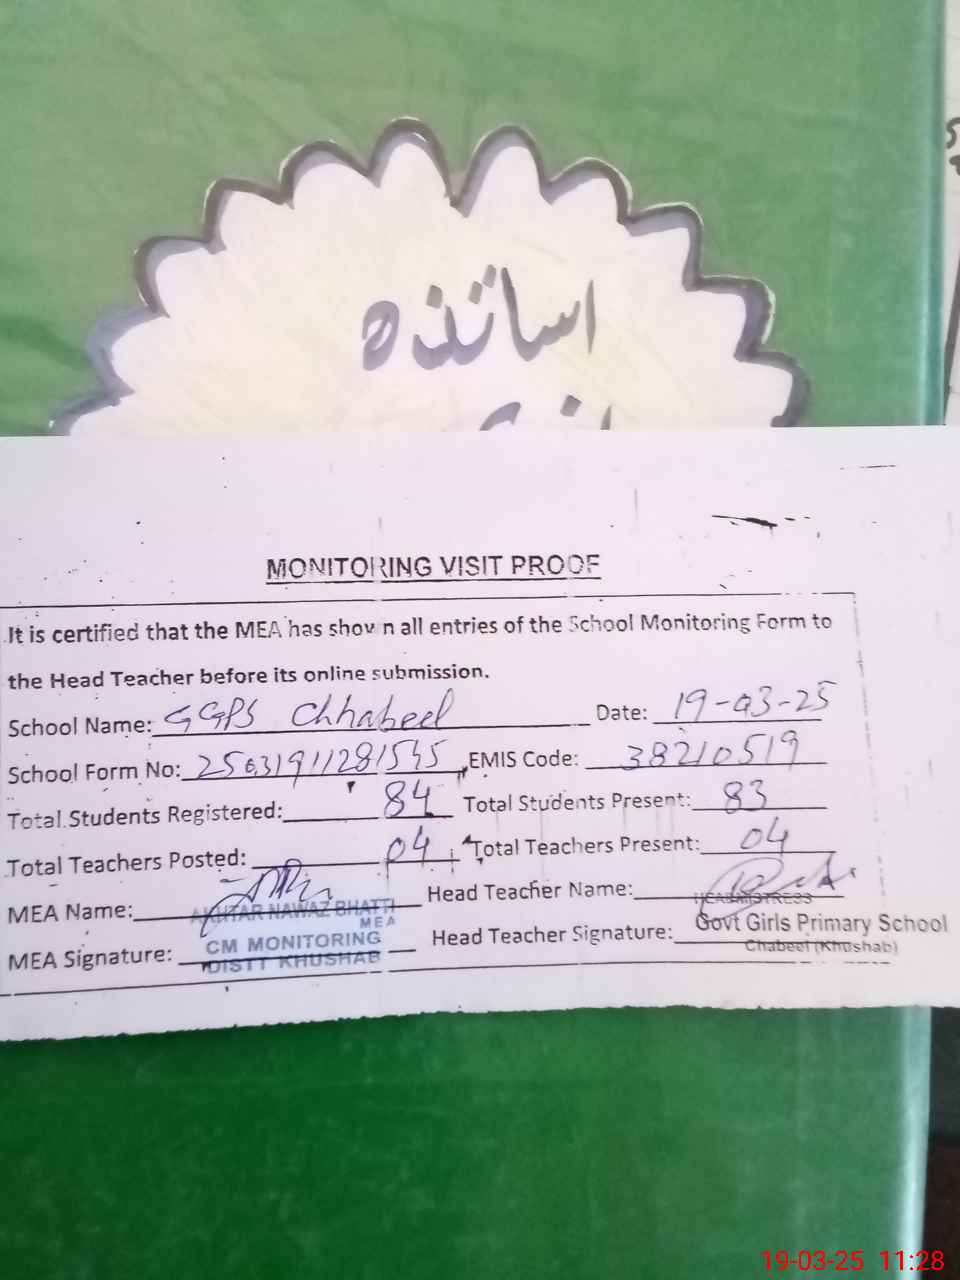 اساتذہ
MONITORING VISIT PROOF
It is certified that the MEA has shown all entries of the School Monitoring Form to
the Head Teacher before its online submission.
School Name: GGPS Chhabeel Date: 19-03-25
School Form No: EMIS Code: 38210519
Total Students Registered: 84 Total Students Present: 83
Total Teachers Posted: 04 Total Teachers Present: 04
MEA Name: AKHTAR NAWAZ BHATTI Head Teacher Name: HEADMISTRESS
MEA
MEA Signature: CM MONITORING Head Teacher Signature: Govt Girls Primary School
DISTT KHUSHAB Chabeel (Khushab)
19-03-25 11:28